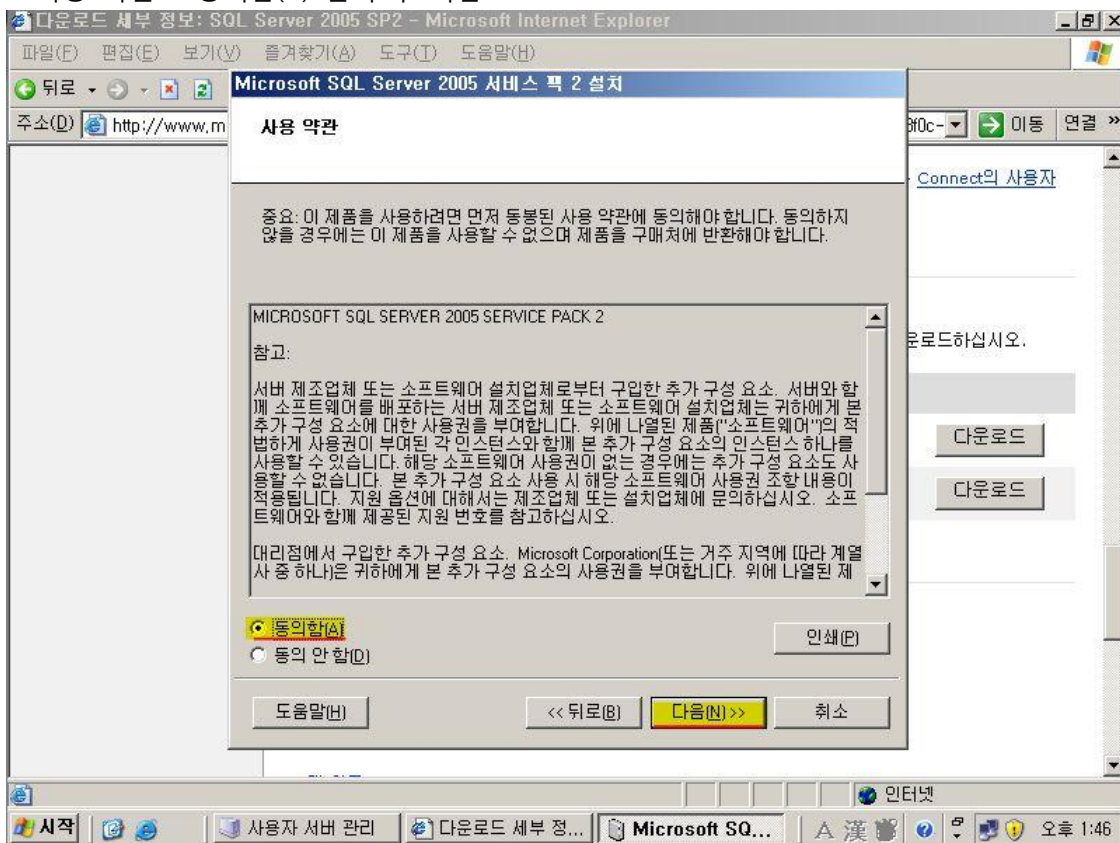 다운로드 세부 정보: SQL Server 2005 SP2 - Microsoft Internet Explorer
파일(F) 편집(E) 보기(V) 즐겨찾기(A) 도구(T) 도움말(H)
뒤로
주소(D) http://www.m
3f0c- 이동 연결 »
Microsoft SQL Server 2005 서비스 팩 2 설치
사용 약관
Connect의 사용자
중요: 이 제품을 사용하려면 먼저 동봉된 사용 약관에 동의해야 합니다. 동의하지
않을 경우에는 이 제품을 사용할 수 없으며 제품을 구매처에 반환해야 합니다.
MICROSOFT SQL SERVER 2005 SERVICE PACK 2
참고:
운로드하십시오.
서버 제조업체 또는 소프트웨어 설치업체로부터 구입한 추가 구성 요소. 서버와 함
께 소프트웨어를 배포하는 서버 제조업체 또는 소프트웨어 설치업체는 귀하에게 본
추가 구성 요소에 대한 사용권을 부여합니다. 위에 나열된 제품("소프트웨어")의 적
법하게 사용권이 부여된 각 인스턴스와 함께 본 추가 구성 요소의 인스턴스 하나를
사용할 수 있습니다. 해당 소프트웨어 사용권이 없는 경우에는 추가 구성 요소도 사
용할 수 없습니다. 본 추가 구성 요소 사용 시 해당 소프트웨어 사용권 조항 내용이
적용됩니다. 지원 옵션에 대해서는 제조업체 또는 설치업체에 문의하십시오. 소프
트웨어와 함께 제공된 지원 번호를 참고하십시오.
다운로드
다운로드
대리점에서 구입한 추가 구성 요소. Microsoft Corporation(또는 거주 지역에 따라 계열
사 중 하나)은 귀하에게 본 추가 구성 요소의 사용권을 부여합니다. 위에 나열된 제
동의함(A)
동의 안 함(D)
인쇄(P)
도움말(H) << 뒤로(B) 다음(N) >> 취소
인터넷
시작 사용자 서버 관리 다운로드 세부 정... Microsoft SQ... A 漢 오후 1:46